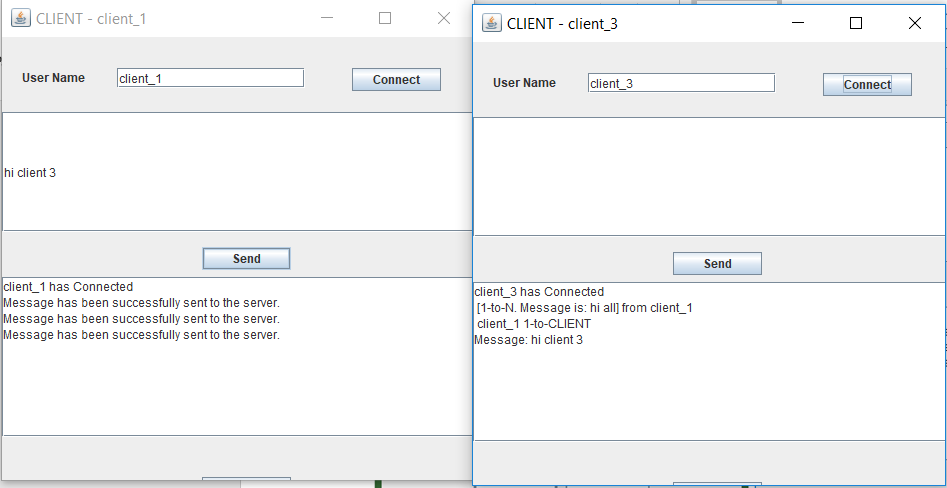 CLIENT - client_1
User Name
client_1
Connect
hi client 3
Send
client_1 has Connected
Message has been successfully sent to the server.
Message has been successfully sent to the server.
Message has been successfully sent to the server.
CLIENT - client_3
User Name
client_3
Connect
Send
client_3 has Connected
[1-to-N. Message is: hi all] from client_1
client_1 1-to-CLIENT
Message: hi client 3